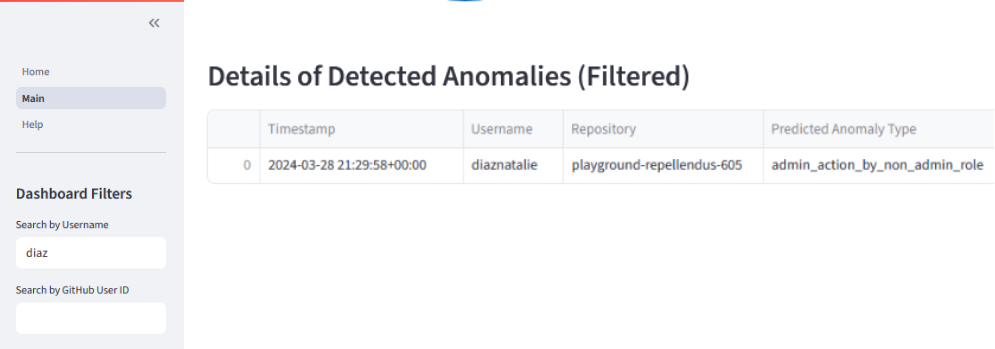 «
Home
Main
Help
Dashboard Filters
Search by Username
diaz
Search by GitHub User ID
Details of Detected Anomalies (Filtered)
Timestamp Username Repository Predicted Anomaly Type
0 2024-03-28 21:29:58+00:00 diaznatalie playground-repellendus-605 admin_action_by_non_admin_role